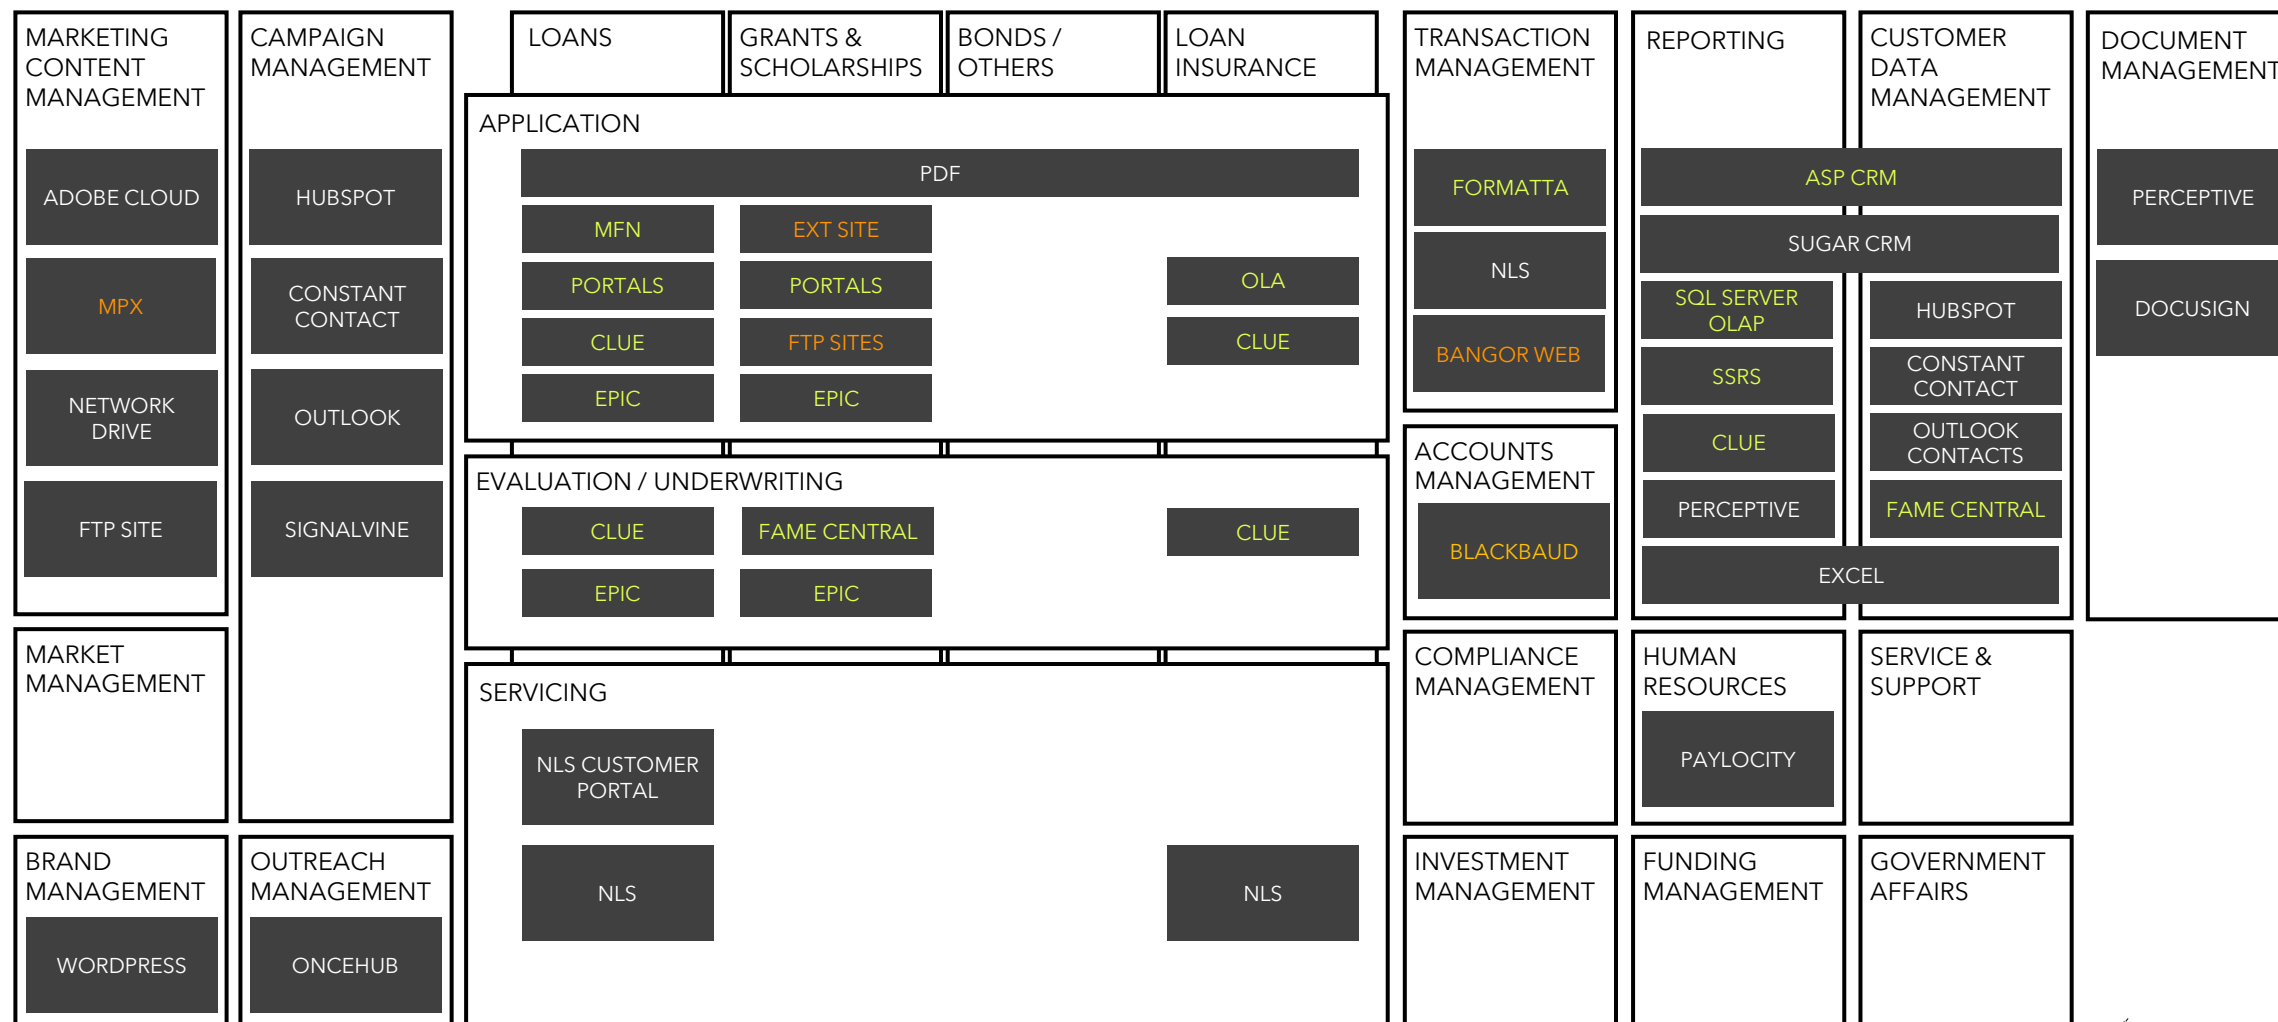 MARKETING
CONTENT
MANAGEMENT
ADOBE CLOUD
MPX
NETWORK
DRIVE
FTP SITE
CAMPAIGN
MANAGEMENT
HUBSPOT
CONSTANT
CONTACT
OUTLOOK
SIGNALVINE
MARKET
MANAGEMENT
BRAND
MANAGEMENT
WORDPRESS
OUTREACH
MANAGEMENT
ONCEHUB
LOANS
GRANTS &
SCHOLARSHIPS
BONDS /
OTHERS
LOAN
INSURANCE
APPLICATION
PDF
MFN
EXT SITE
PORTALS
PORTALS
OLA
CLUE
FTP SITES
CLUE
EPIC
EPIC
EVALUATION / UNDERWRITING
CLUE
FAME CENTRAL
CLUE
EPIC
EPIC
SERVICING
NLS CUSTOMER
PORTAL
NLS
NLS
TRANSACTION
MANAGEMENT
FORMATTA
NLS
BANGOR WEB
ACCOUNTS
MANAGEMENT
BLACKBAUD
COMPLIANCE
MANAGEMENT
INVESTMENT
MANAGEMENT
REPORTING
CUSTOMER
DATA
MANAGEMENT
ASP CRM
SUGAR CRM
SQL SERVER
OLAP
HUBSPOT
SSRS
CONSTANT
CONTACT
CLUE
OUTLOOK
CONTACTS
PERCEPTIVE
FAME CENTRAL
EXCEL
HUMAN
RESOURCES
PAYLOCITY
SERVICE &
SUPPORT
FUNDING
MANAGEMENT
GOVERNMENT
AFFAIRS
DOCUMENT
MANAGEMENT
PERCEPTIVE
DOCUSIGN